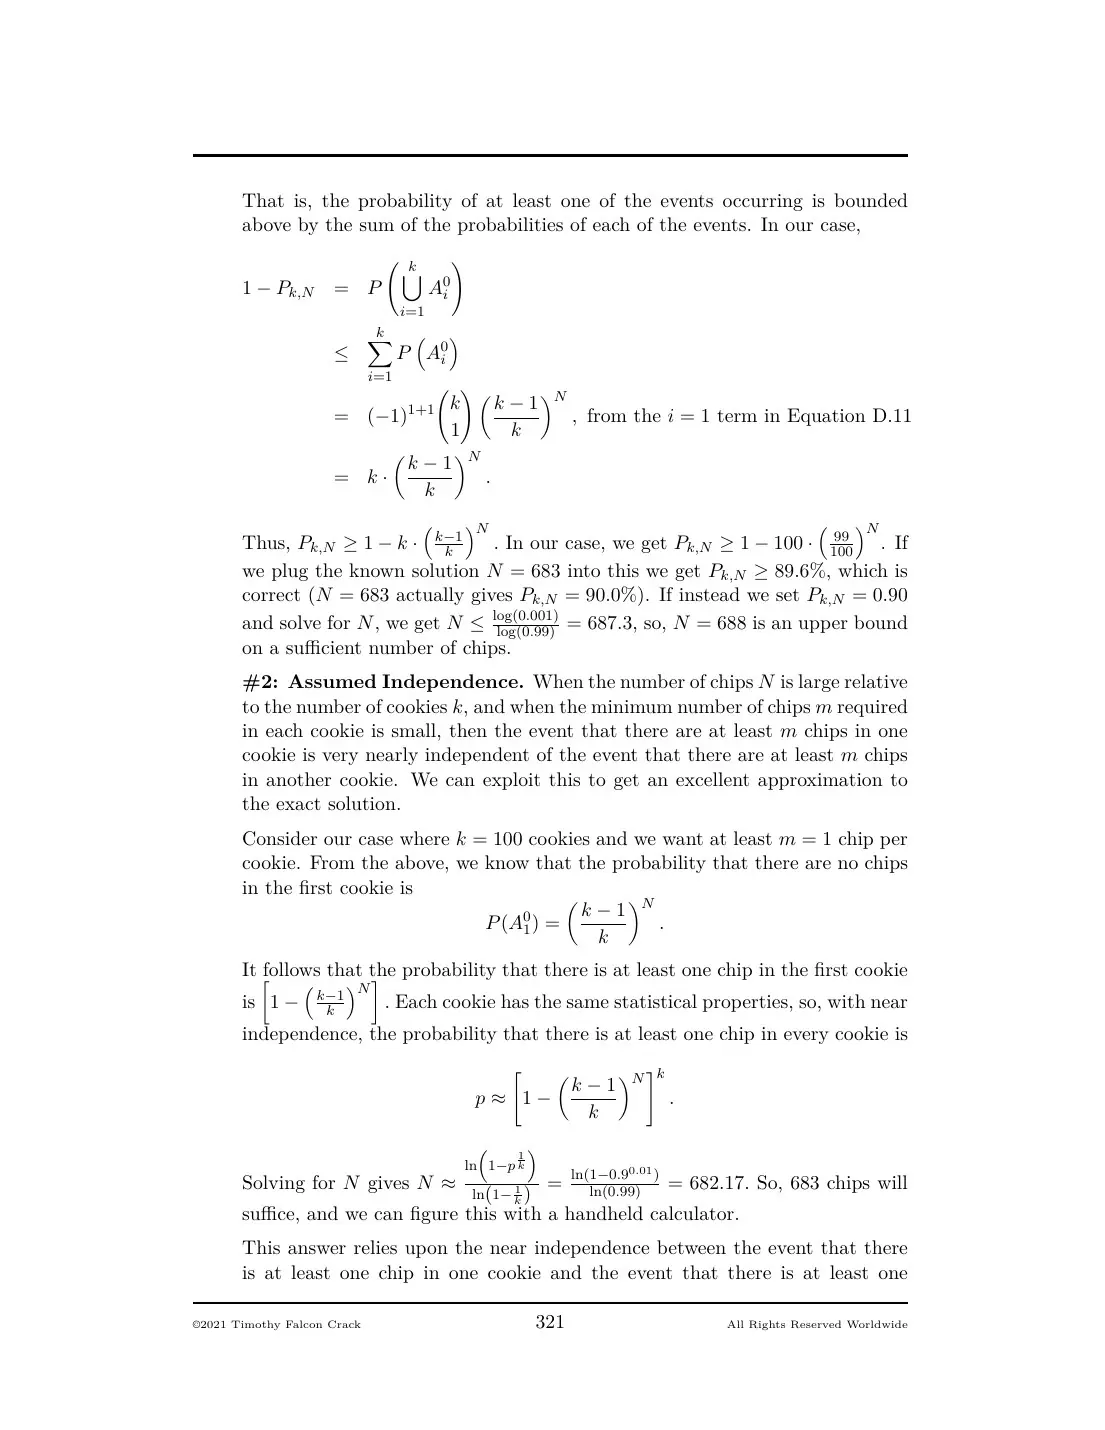 That is, the probability of at least one of the events occurring is bounded
above by the sum of the probabilities of each of the events. In our case,
1 − P_{k,N} = P(⋃_{i=1}^{k} A_i^0)
≤ ∑_{i=1}^{k} P(A_i^0)
= (−1)^{1+1} \binom{k}{1} ((k − 1)/k)^N , from the i = 1 term in Equation D.11
= k · ((k − 1)/k)^N .
Thus, P_{k,N} ≥ 1 − k · ((k−1)/k)^N . In our case, we get P_{k,N} ≥ 1 − 100 · (99/100)^N . If
we plug the known solution N = 683 into this we get P_{k,N} ≥ 89.6%, which is
correct (N = 683 actually gives P_{k,N} = 90.0%). If instead we set P_{k,N} = 0.90
and solve for N, we get N ≤ log(0.001)/log(0.99) = 687.3, so, N = 688 is an upper bound
on a sufficient number of chips.
#2: Assumed Independence. When the number of chips N is large relative
to the number of cookies k, and when the minimum number of chips m required
in each cookie is small, then the event that there are at least m chips in one
cookie is very nearly independent of the event that there are at least m chips
in another cookie. We can exploit this to get an excellent approximation to
the exact solution.
Consider our case where k = 100 cookies and we want at least m = 1 chip per
cookie. From the above, we know that the probability that there are no chips
in the first cookie is
P(A_1^0) = ((k − 1)/k)^N .
It follows that the probability that there is at least one chip in the first cookie
is [1 − ((k−1)/k)^N] . Each cookie has the same statistical properties, so, with near
independence, the probability that there is at least one chip in every cookie is
p ≈ [1 − ((k − 1)/k)^N]^k .
Solving for N gives N ≈ ln(1−p^{1/k})/ln(1−1/k) = ln(1−0.9^{0.01})/ln(0.99) = 682.17. So, 683 chips will
suffice, and we can figure this with a handheld calculator.
This answer relies upon the near independence between the event that there
is at least one chip in one cookie and the event that there is at least one
©2021 Timothy Falcon Crack 321 All Rights Reserved Worldwide